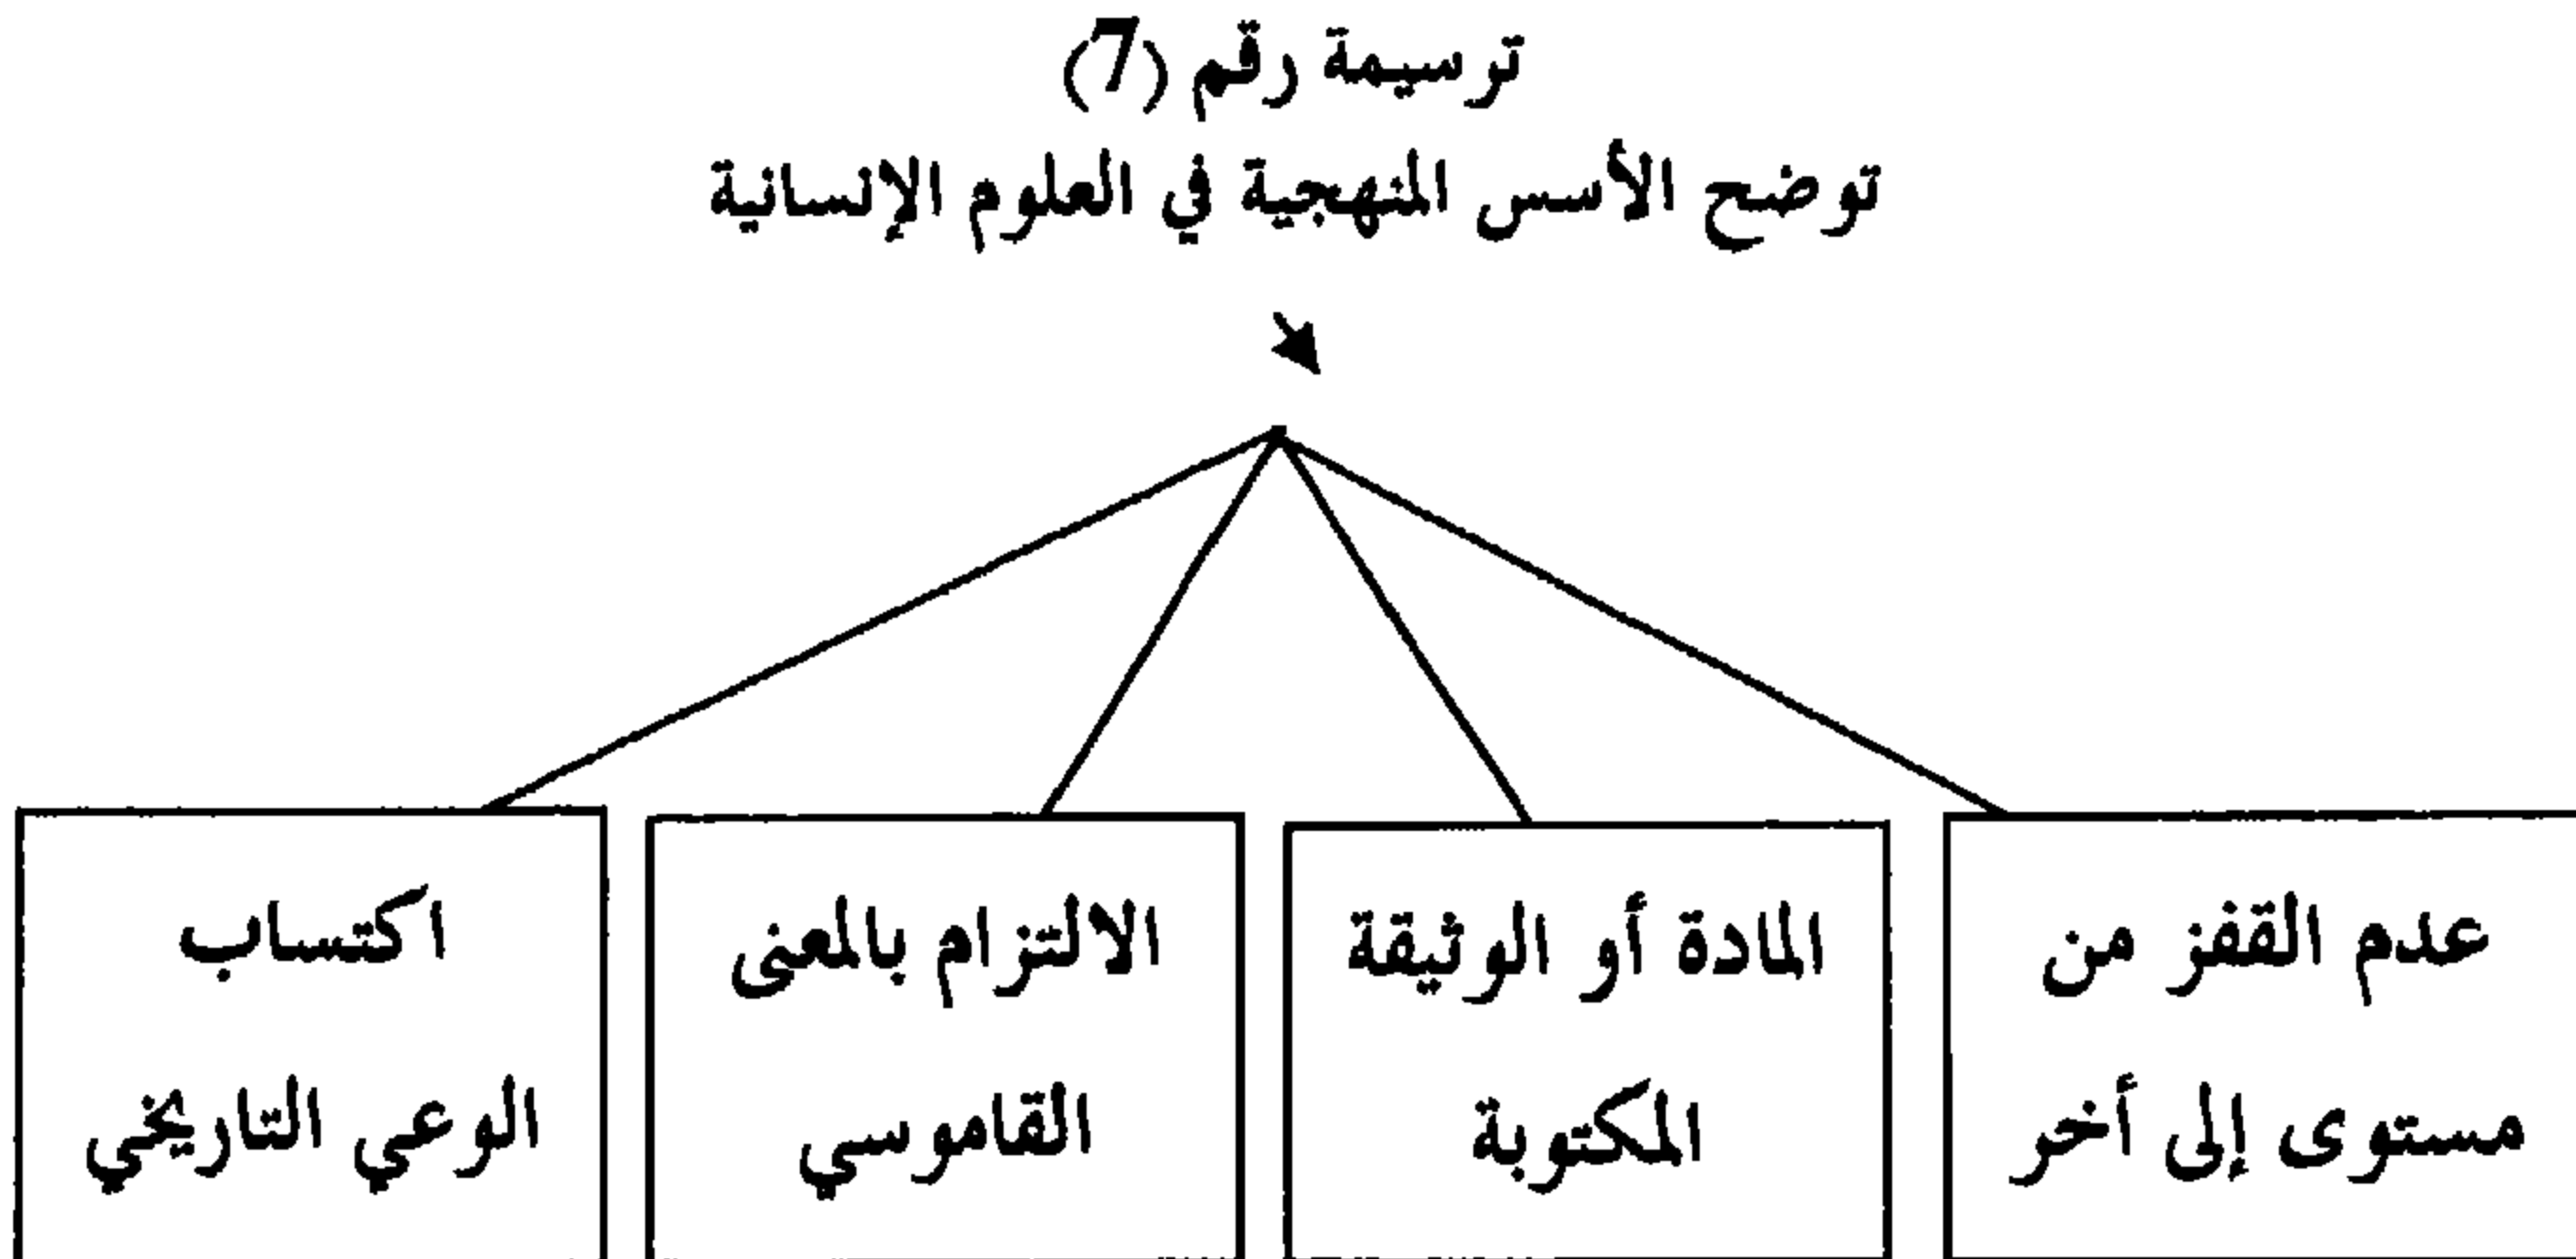 ترسيمة رقم (7)
توضح الأسس المنهجية في العلوم الإنسانية
عدم القفز من
مستوى إلى أخر
المادة أو الوثيقة
المكتوبة
الالتزام بالمعنى
القاموسي
اكتساب
الوعي التاريخي